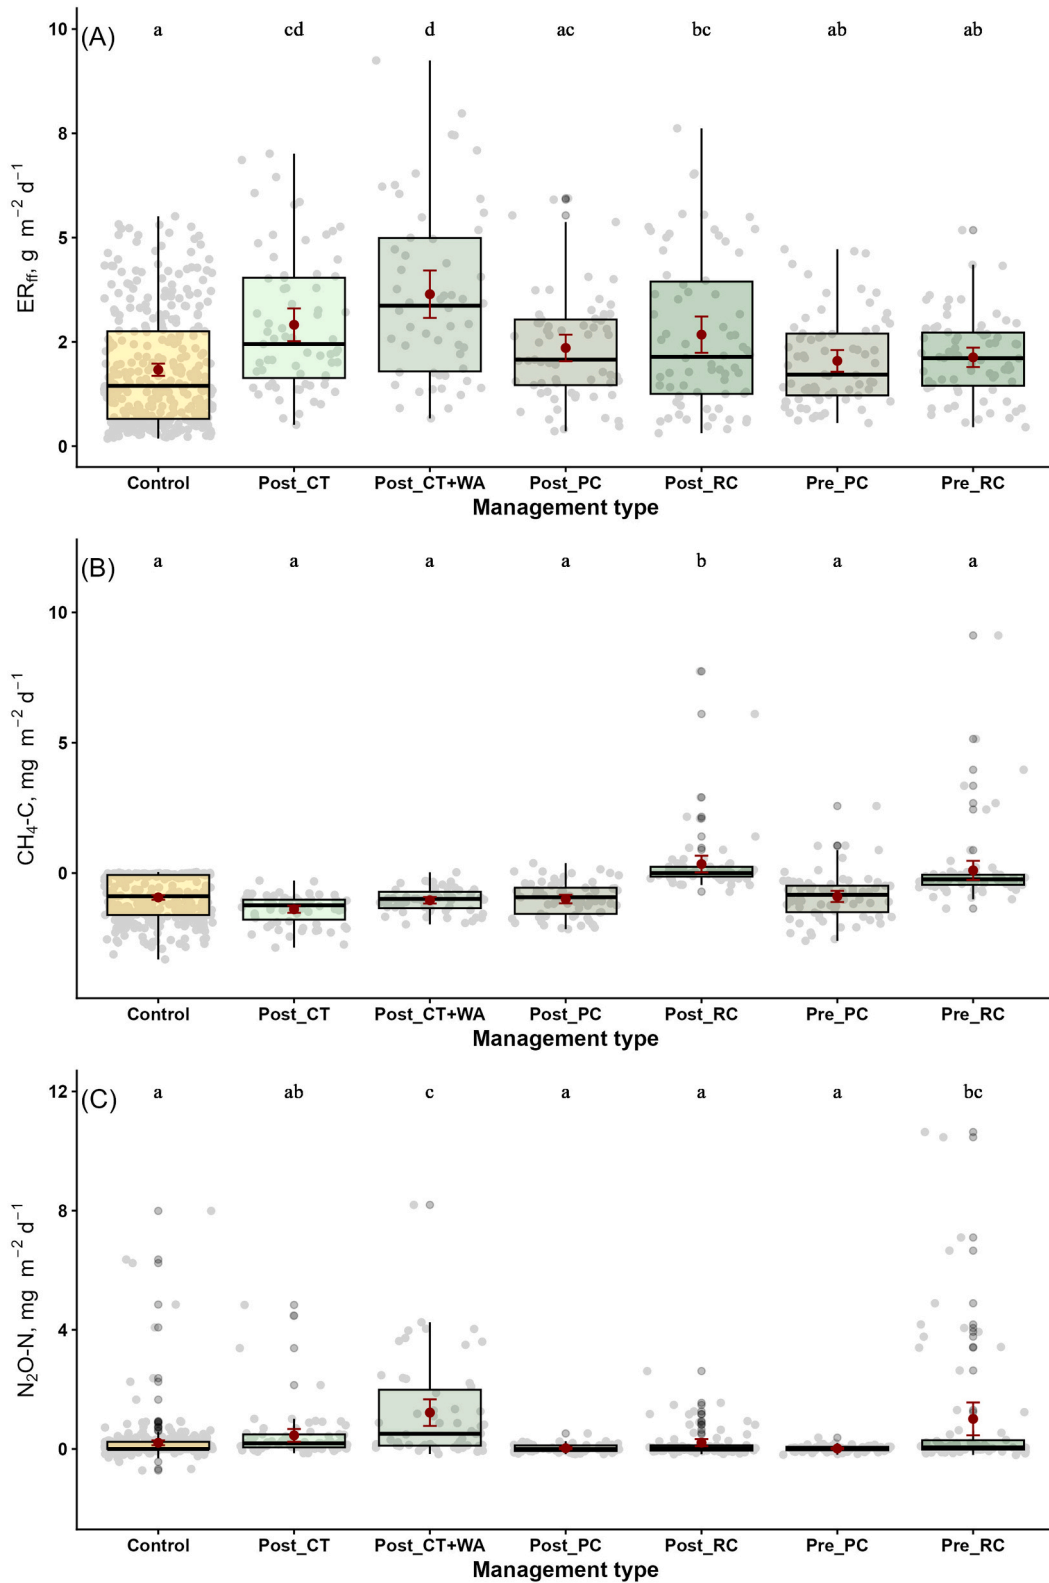 (A) a cd d ac bc ab ab
10
8
5
2
0
ER_ff, g m⁻² d⁻¹
Control Post_CT Post_CT+WA Post_PC Post_RC Pre_PC Pre_RC
Management type
(B) a a a a b a a
10
5
0
CH₄-C, mg m⁻² d⁻¹
Control Post_CT Post_CT+WA Post_PC Post_RC Pre_PC Pre_RC
Management type
(C) a ab c a a a bc
12
8
4
0
N₂O-N, mg m⁻² d⁻¹
Control Post_CT Post_CT+WA Post_PC Post_RC Pre_PC Pre_RC
Management type